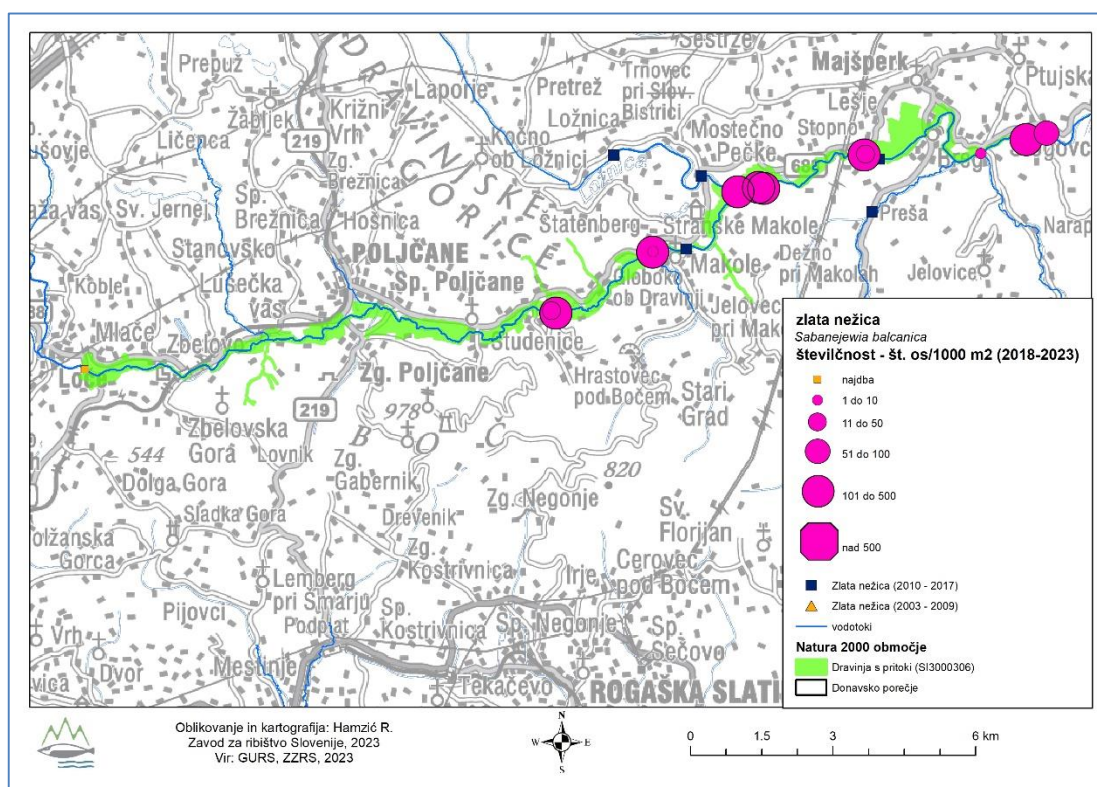 Prepuž
Žabljek
Ličenca
219
Križni
Vrh
DRAVINJSKE
GORICE
Laporje
Pretrež
Ložnica
Trnovec
pri Slov.
Bistrici
Sestrže
Majšperk
Ptujska
Lešje
Stopno
Mostečno
Pečke
Kočno
ob Ložnici
Zg.
Brežnica
Sv. Jernej
Sp.
Brežnica
Hošnica
Štatenberg
Stanovsko
POLJČANE
Sp. Poljčane
Makole
Dežno
pri Makolah
Preša
Jelovice
Narap
Koble
Lušečka
vas
ob Dravinji
Jelovec
pri Mak
Mlače
Zbelovo
Studenice
Loče
Zg. Poljčane
Hrastovec
pod Bočem
Stari
Grad
219
978
BOČ
Zbelovska
Gora
Lovnik
544
Dolga Gora
Zg.
Gabernik
820
Zg. Negonje
Sladka Gora
Drevenik
Sv.
Florijan
Zg.
Kostrivnica
Irje
Cerovec
pod Bočem
Lemberg
pri Šmarju
Podplat
Pijovci
Sp.
Kostrivnica
Sp. Negonje
Sp.
Sečovo
Vrh
Dvor
Mestinje
Tekačevo
ROGAŠKA SLATI
zlata nežica
Sabanejewia balcanica
številčnost - št. os/1000 m2 (2018-2023)
najdba
1 do 10
11 do 50
51 do 100
101 do 500
nad 500
Zlata nežica (2010 - 2017)
Zlata nežica (2003 - 2009)
vodotoki
Natura 2000 območje
Dravinja s pritoki (SI3000306)
Donavsko porečje
Oblikovanje in kartografija: Hamzić R.
Zavod za ribištvo Slovenije, 2023
Vir: GURS, ZZRS, 2023
N
W E
S
0 1.5 3 6 km